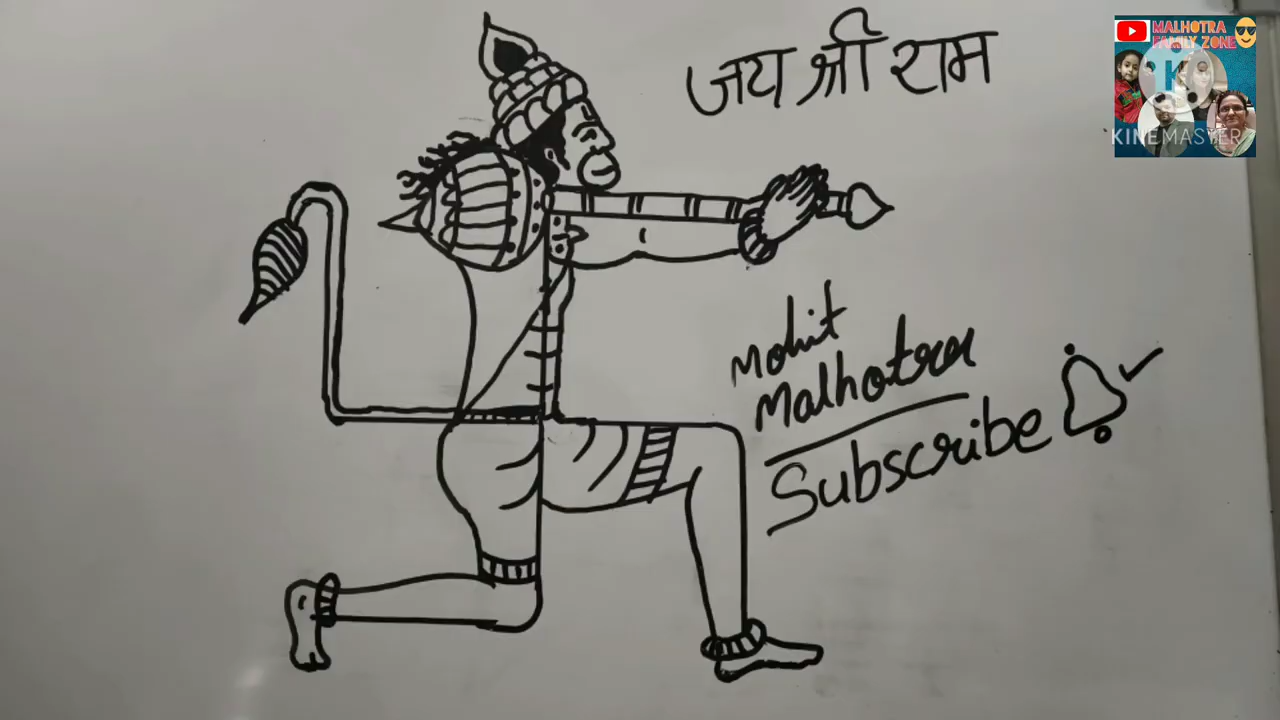 जय श्री राम
MALHOTRA
FAMILY ZONE
KINEMASTER
Mohit
Malhotra
Subscribe